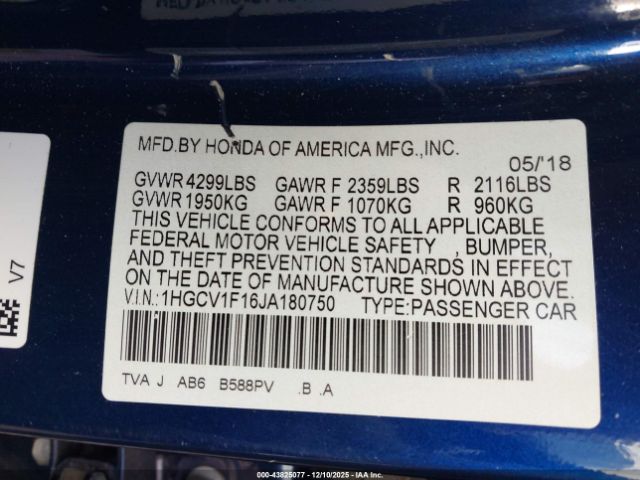 MFD.BY HONDA OF AMERICA MFG.,INC.
05/'18
GVWR 4299LBS GAWR F 2359LBS R 2116LBS
GVWR 1950KG GAWR F 1070KG R 960KG
THIS VEHICLE CONFORMS TO ALL APPLICABLE
FEDERAL MOTOR VEHICLE SAFETY , BUMPER,
AND THEFT PREVENTION STANDARDS IN EFFECT
ON THE DATE OF MANUFACTURE SHOWN ABOVE.
V.I.N.: 1HGCV1F16JA180750 TYPE:PASSENGER CAR
TVA J AB6 B588PV .B .A
V7
000-43825077 - 12/10/2025 - IAA Inc.